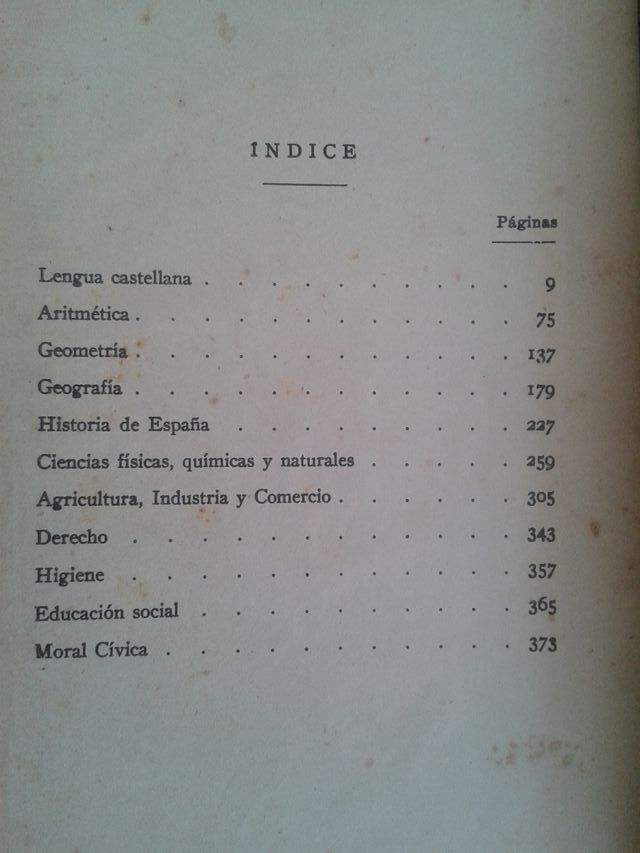 ÍNDICE
Páginas
Lengua castellana . . . . . . . . . . 9
Aritmética . . . . . . . . . . . . 75
Geometría . . . . . . . . . . . . 137
Geografía . . . . . . . . . . . . 179
Historia de España . . . . . . . . . 227
Ciencias físicas, químicas y naturales . . . . . 259
Agricultura, Industria y Comercio . . . . . . 305
Derecho . . . . . . . . . . . . 343
Higiene . . . . . . . . . . . . 357
Educación social . . . . . . . . . . 365
Moral Cívica . . . . . . . . . . . 373